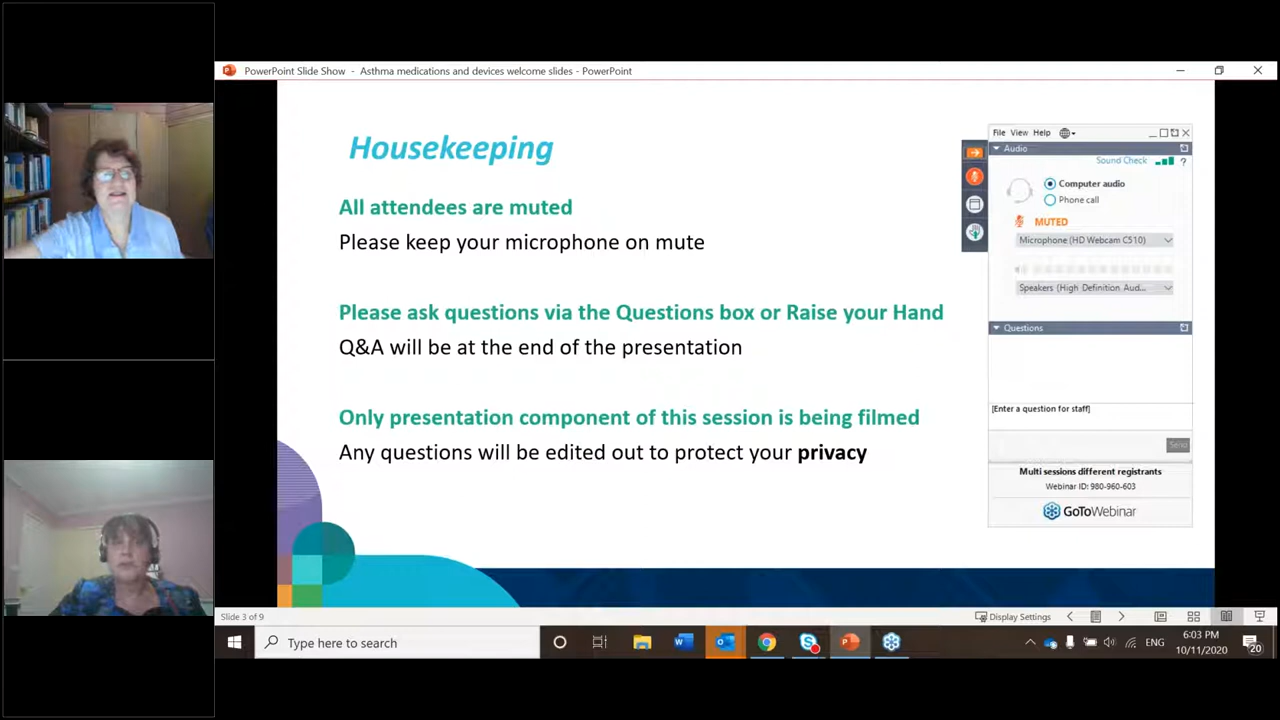 PowerPoint Slide Show - Asthma medications and devices welcome slides - PowerPoint
Housekeeping
All attendees are muted
Please keep your microphone on mute
Please ask questions via the Questions box or Raise your Hand
Q&A will be at the end of the presentation
Only presentation component of this session is being filmed
Any questions will be edited out to protect your privacy
File View Help
Audio
Sound Check ?
Computer audio
Phone call
MUTED
Microphone (HD Webcam C510)
Speakers (High Definition Aud...
Questions
[Enter a question for staff]
Send
Multi sessions different registrants
Webinar ID: 980-960-603
GoToWebinar
Slide 3 of 9
Display Settings
Type here to search
ENG
6:03 PM
10/11/2020
20